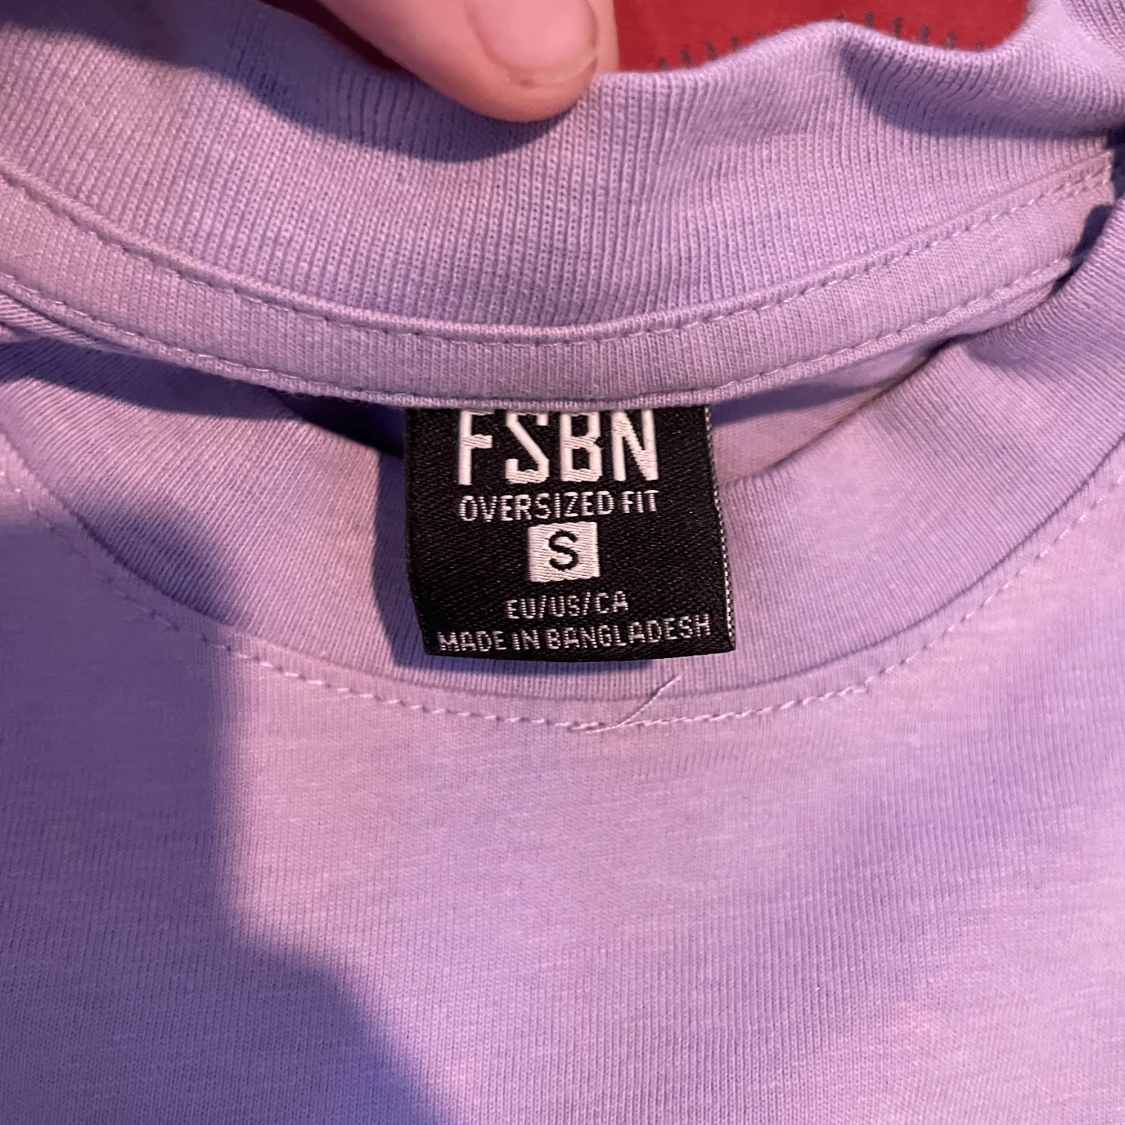 FSBN
OVERSIZED FIT
S
EU/US/CA
MADE IN BANGLADESH